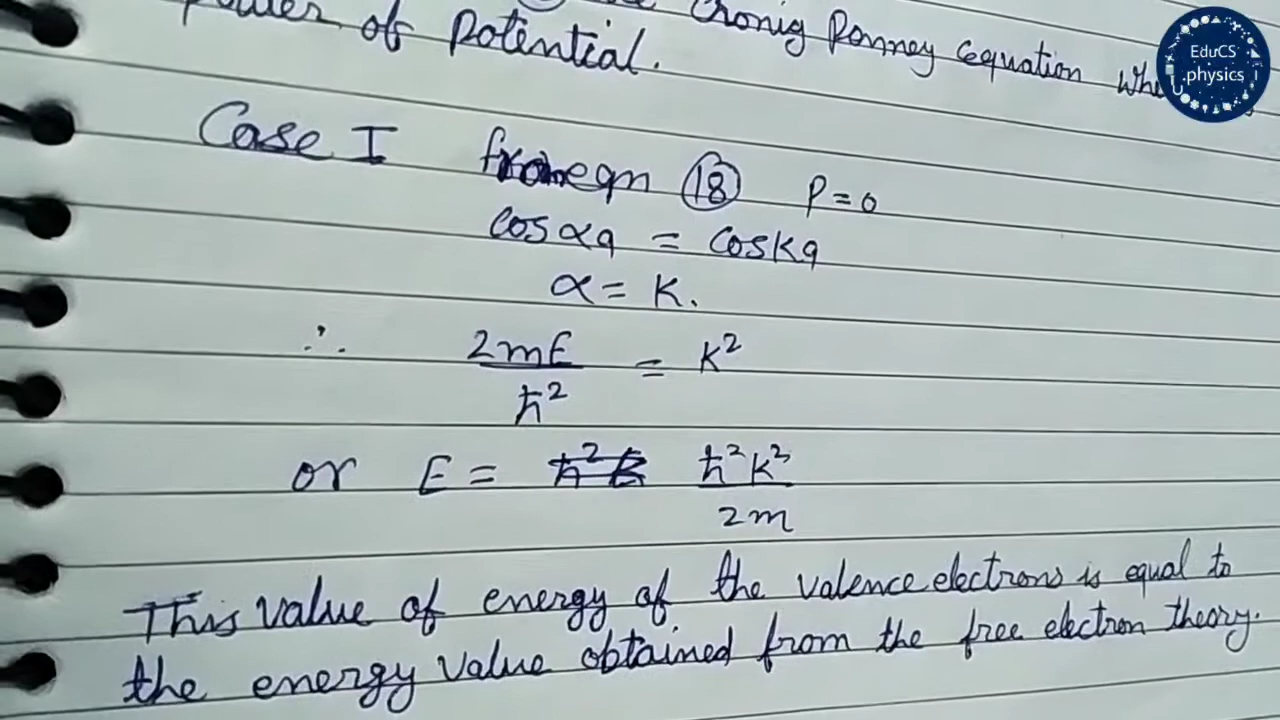 of Potential.
Cronig Penney equation
EduCS
physics
Case I from eqn 18 P = 0
cos αa = cos Ka
α = K.
∴ 2mE / ħ² = K²
or E = ħ²k² / 2m
This value of energy of the valence electrons is equal to
the energy value obtained from the free electron theory.